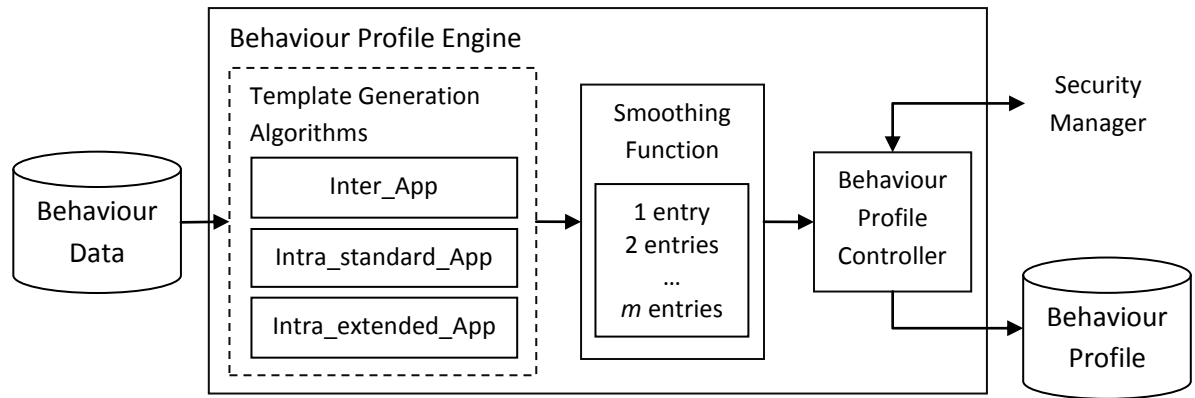 Behaviour Profile Engine
Template Generation
Algorithms
Inter_App
Intra_standard_App
Intra_extended_App
Behaviour
Data
Smoothing
Function
1 entry
2 entries
...
m entries
Behaviour
Profile
Controller
Security
Manager
Behaviour
Profile